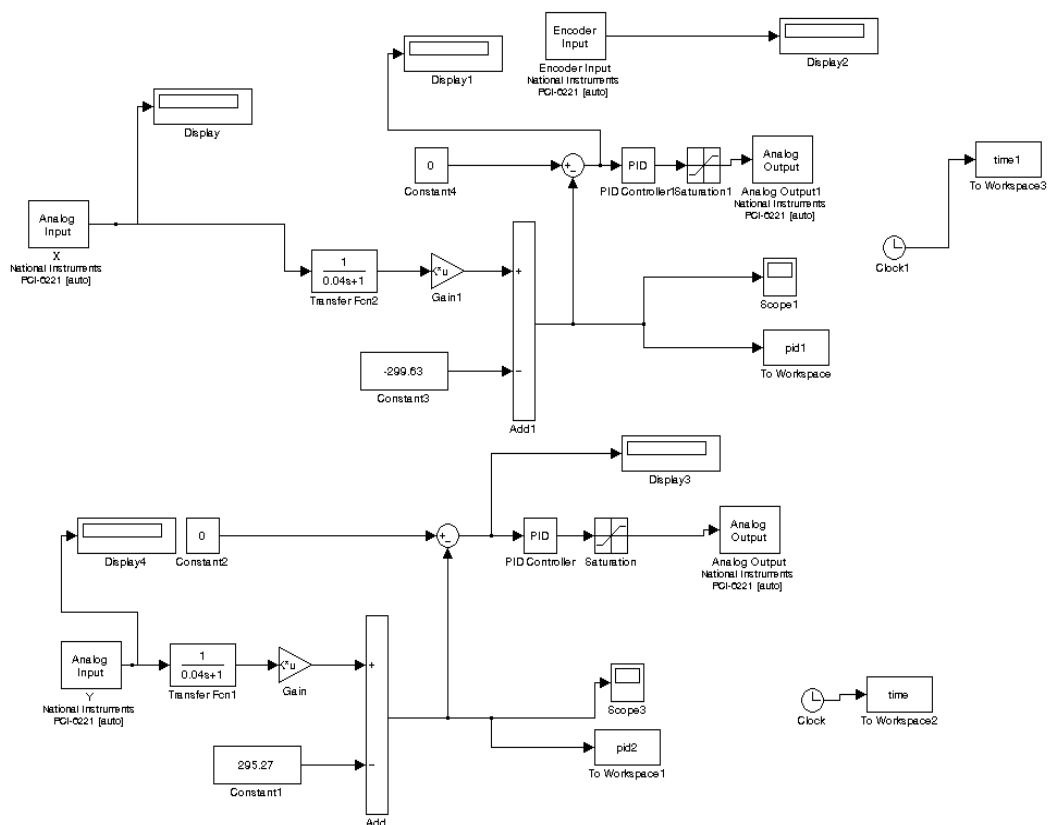 Encoder
Input
Encoder Input
National Instruments
PCI-6221 [auto]
Display2
Display1
Display
0
Constant4
+
−
PID
PID Controller1
Saturation1
Analog
Output
Analog Output1
National Instruments
PCI-6221 [auto]
time1
To Workspace3
Clock1
Analog
Input
X
National Instruments
PCI-6221 [auto]
1
0.04s+1
Transfer Fcn2
K*u
Gain1
+
−
Add1
Scope1
pid1
To Workspace
-299.63
Constant3
Display3
Display4
0
Constant2
+
−
PID
PID Controller
Saturation
Analog
Output
Analog Output
National Instruments
PCI-6221 [auto]
Analog
Input
Y
National Instruments
PCI-6221 [auto]
1
0.04s+1
Transfer Fcn1
K*u
Gain
+
−
Add
Scope3
pid2
To Workspace1
295.27
Constant1
Clock
time
To Workspace2